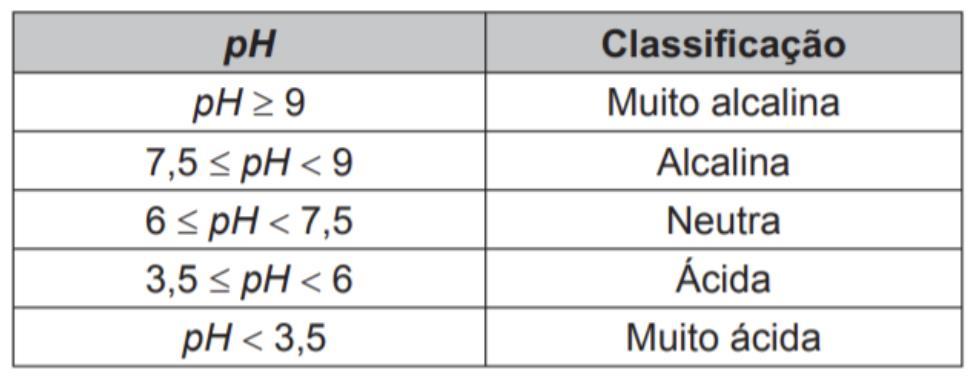 pH Classificação
pH ≥ 9 Muito alcalina
7,5 ≤ pH < 9 Alcalina
6 ≤ pH < 7,5 Neutra
3,5 ≤ pH < 6 Ácida
pH < 3,5 Muito ácida